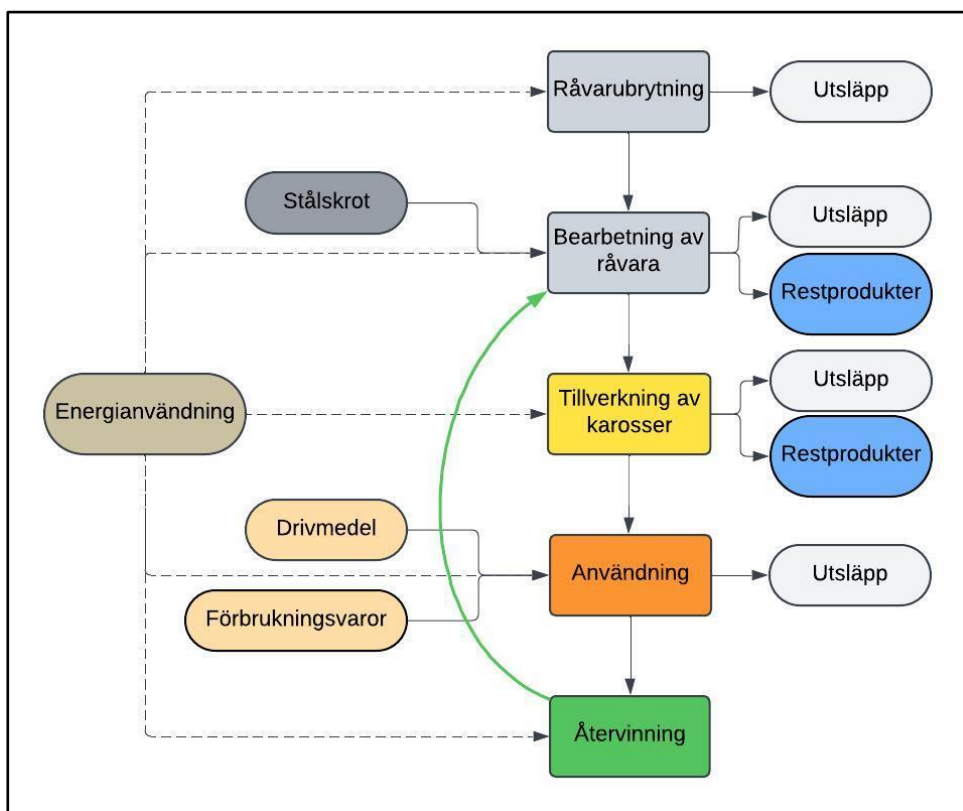 Råvarubrytning
Utsläpp
Stålskrot
Bearbetning av
råvara
Utsläpp
Restprodukter
Energianvändning
Tillverkning av
karosser
Utsläpp
Restprodukter
Drivmedel
Förbrukningsvaror
Användning
Utsläpp
Återvinning